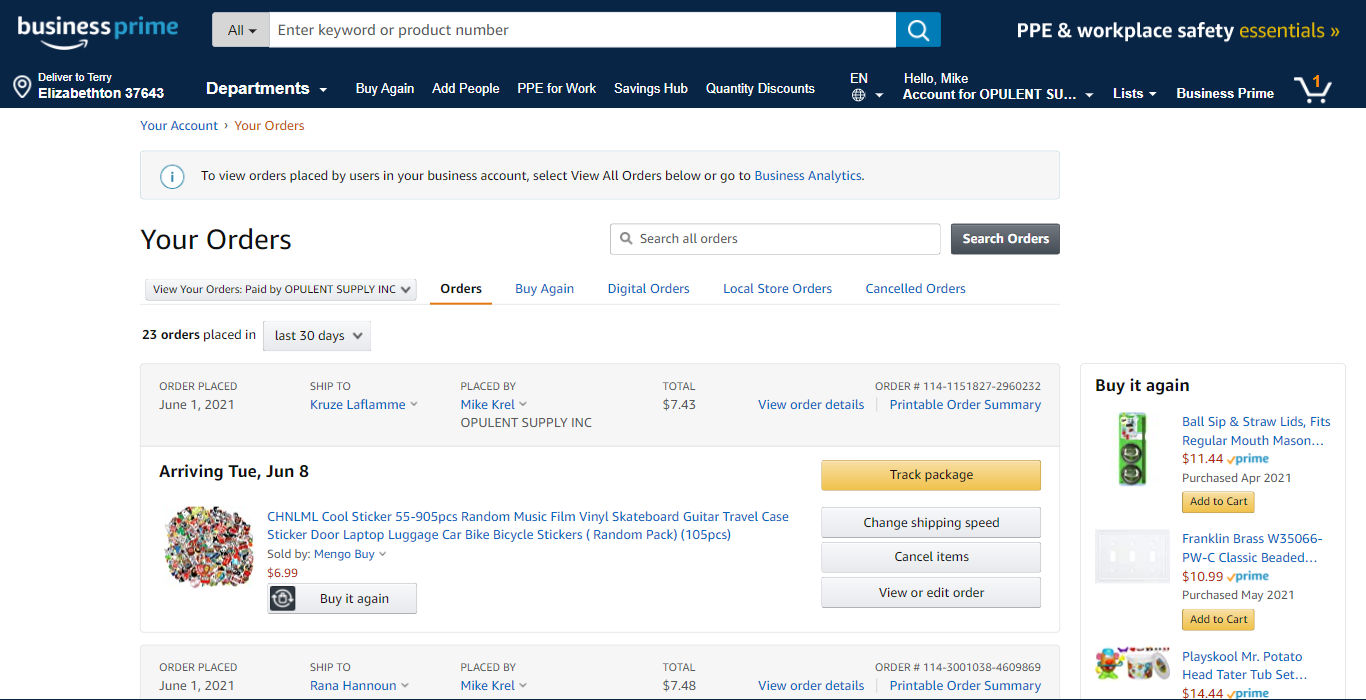 business prime
All
Enter keyword or product number
PPE & workplace safety essentials »
Deliver to Terry
Elizabethton 37643
Departments
Buy Again
Add People
PPE for Work
Savings Hub
Quantity Discounts
EN
Hello, Mike
Account for OPULENT SU...
Lists
Business Prime
1
Your Account › Your Orders
To view orders placed by users in your business account, select View All Orders below or go to Business Analytics.
Your Orders
Search all orders
Search Orders
View Your Orders: Paid by OPULENT SUPPLY INC
Orders
Buy Again
Digital Orders
Local Store Orders
Cancelled Orders
23 orders placed in last 30 days
ORDER PLACED
June 1, 2021
SHIP TO
Kruze Laflamme
PLACED BY
Mike Krel
OPULENT SUPPLY INC
TOTAL
$7.43
ORDER # 114-1151827-2960232
View order details
Printable Order Summary
Arriving Tue, Jun 8
CHNLML Cool Sticker 55-905pcs Random Music Film Vinyl Skateboard Guitar Travel Case
Sticker Door Laptop Luggage Car Bike Bicycle Stickers ( Random Pack) (105pcs)
Sold by: Mengo Buy
$6.99
Buy it again
Track package
Change shipping speed
Cancel items
View or edit order
ORDER PLACED
June 1, 2021
SHIP TO
Rana Hannoun
PLACED BY
Mike Krel
TOTAL
$7.48
ORDER # 114-3001038-4609869
View order details
Printable Order Summary
Buy it again
Ball Sip & Straw Lids, Fits
Regular Mouth Mason...
$11.44 prime
Purchased Apr 2021
Add to Cart
Franklin Brass W35066-
PW-C Classic Beaded...
$10.99 prime
Purchased May 2021
Add to Cart
Playskool Mr. Potato
Head Tater Tub Set...
$14.44 prime